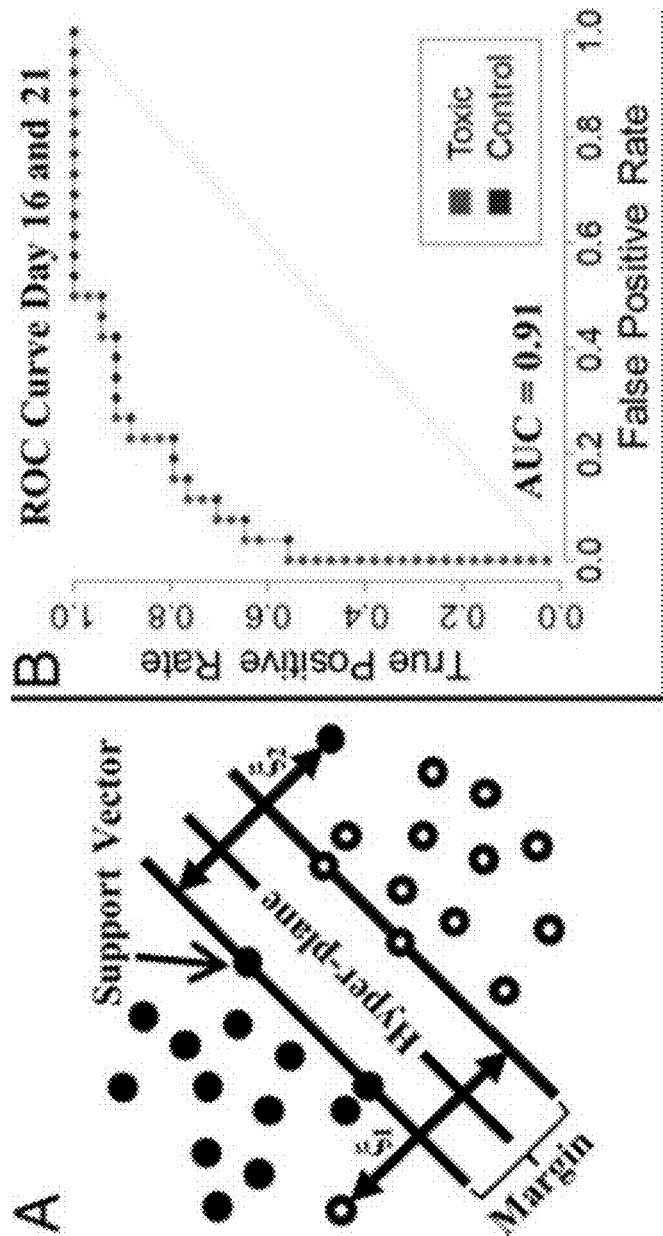 A
Support Vector
ξ1
ξ2
Hyper-plane
Margin
B
ROC Curve Day 16 and 21
True Positive Rate
1.0
0.8
0.6
0.4
0.2
0.0
Toxic
Control
AUC = 0.91
0.0 0.2 0.4 0.6 0.8 1.0
False Positive Rate